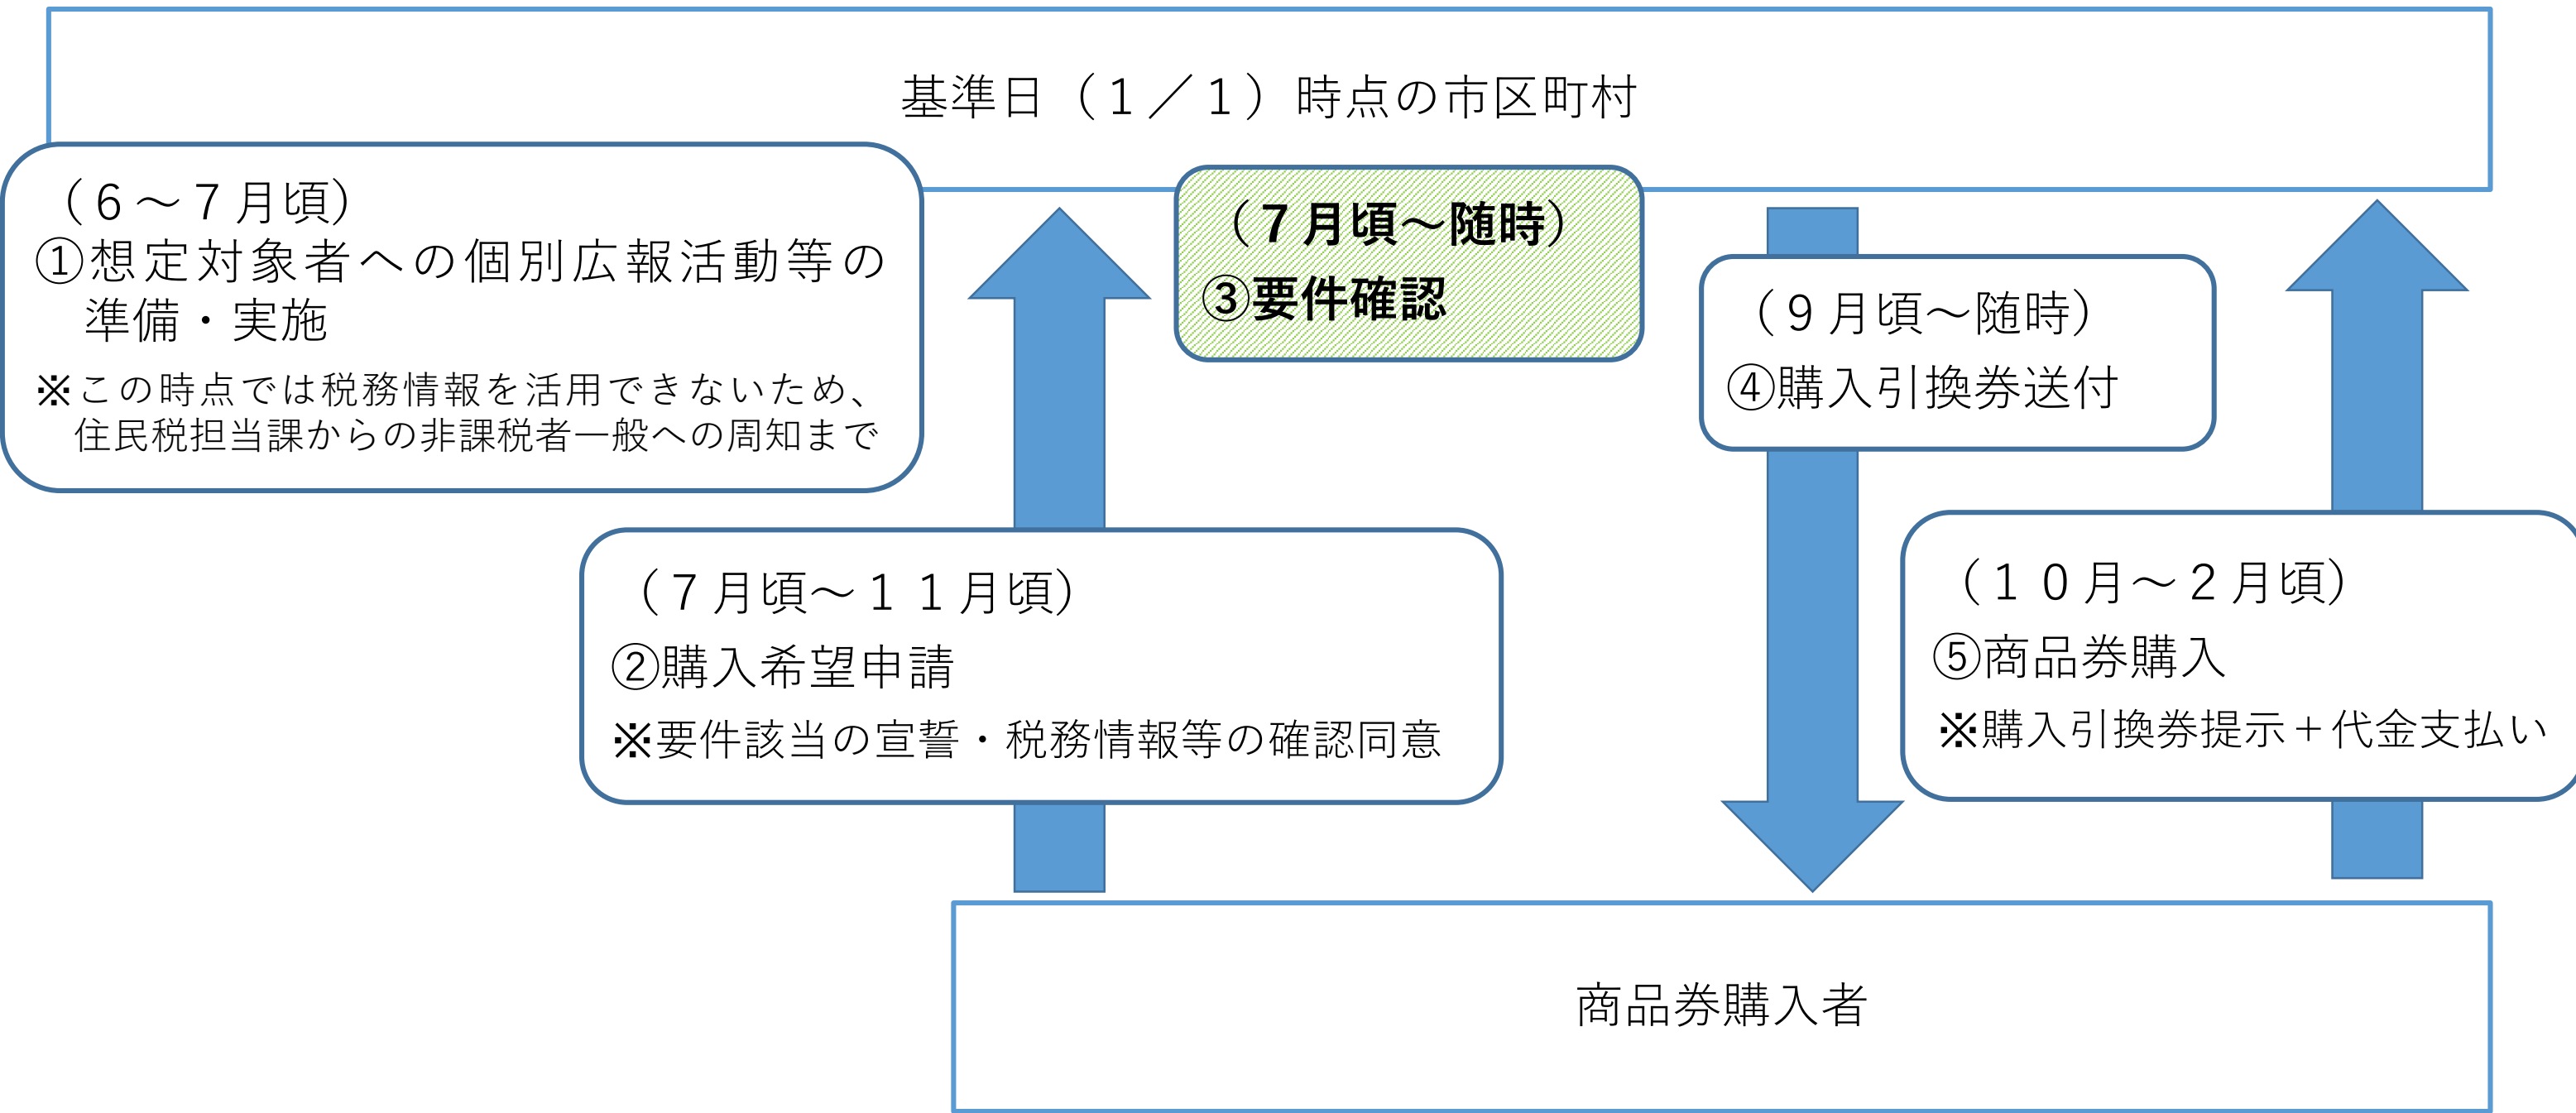 基準日（１／１）時点の市区町村
（６～７月頃）
①想定対象者への個別広報活動等の
準備・実施
※この時点では税務情報を活用できないため、
住民税担当課からの非課税者一般への周知まで
（７月頃～１１月頃）
②購入希望申請
※要件該当の宣誓・税務情報等の確認同意
（７月頃～随時）
③要件確認
（９月頃～随時）
④購入引換券送付
（１０月～２月頃）
⑤商品券購入
※購入引換券提示＋代金支払い
商品券購入者